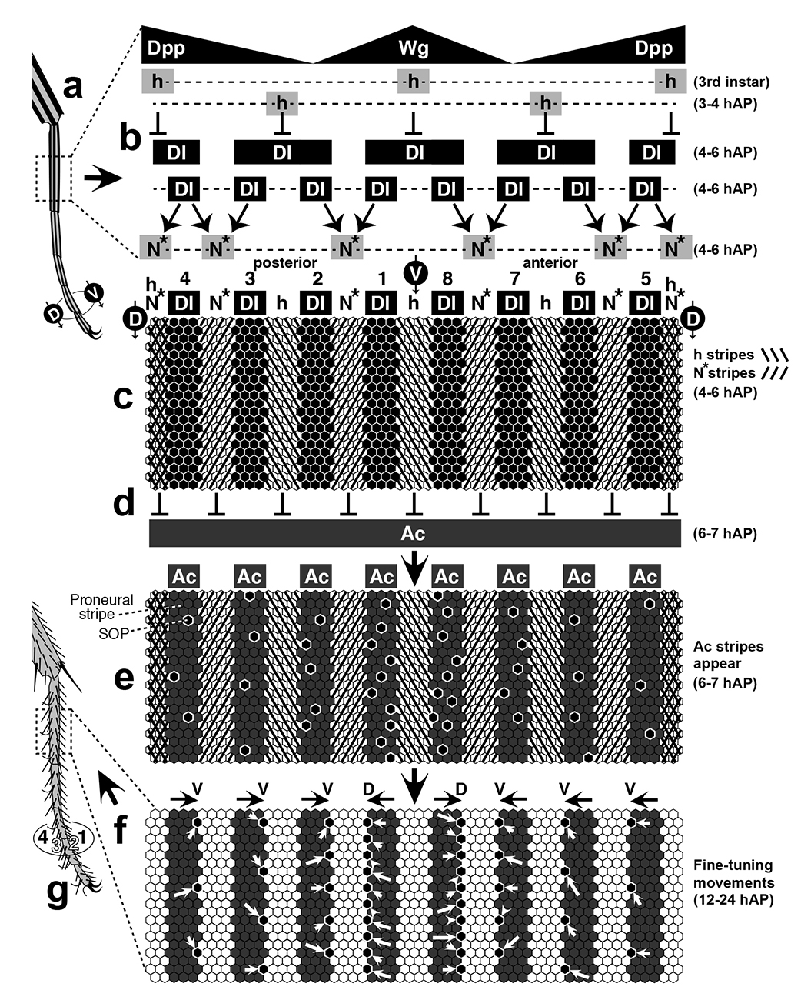 Dpp Wg Dpp
a
h h h (3rd instar)
h h (3-4 hAP)
b
Dl Dl Dl Dl Dl (4-6 hAP)
Dl Dl Dl Dl Dl Dl Dl Dl (4-6 hAP)
N* N* N* N* N* N* (4-6 hAP)
posterior V anterior
h 4 3 2 1 8 7 6 5 h
N* Dl N* Dl h Dl N* Dl h Dl N* Dl h Dl N* Dl N*
D D
V
D
h stripes
N* stripes
(4-6 hAP)
c
d
Ac (6-7 hAP)
Ac Ac Ac Ac Ac Ac Ac Ac
Proneural
stripe
SOP
Ac stripes
appear
(6-7 hAP)
e
V V V D D V V V
f
4 3 2 1
g
Fine-tuning
movements
(12-24 hAP)